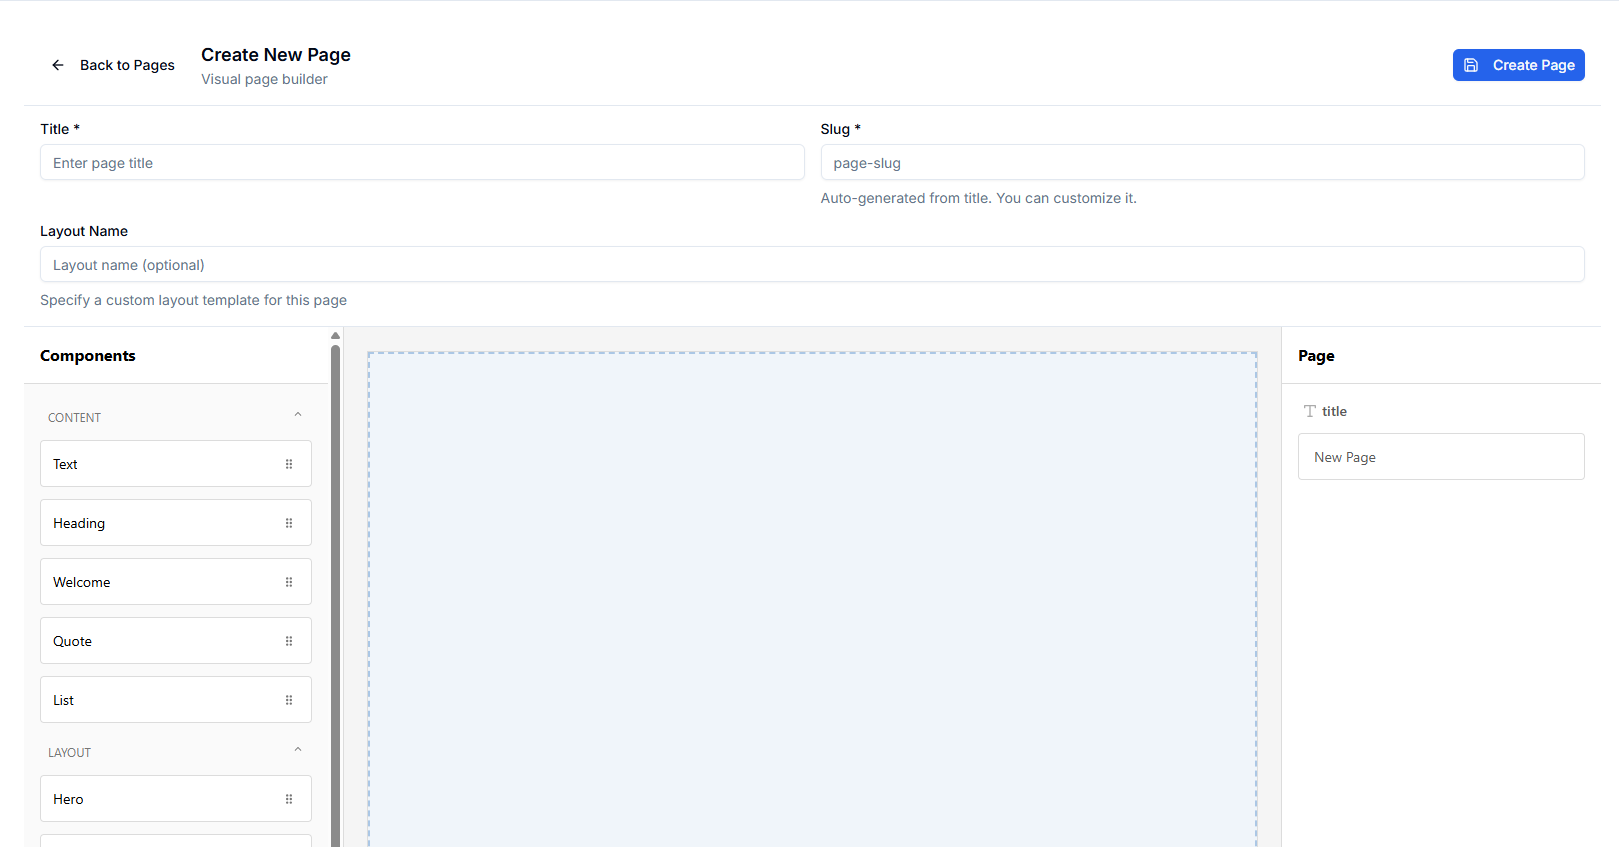 Back to Pages
Create New Page
Visual page builder
Create Page
Title *
Enter page title
Slug *
page-slug
Auto-generated from title. You can customize it.
Layout Name
Layout name (optional)
Specify a custom layout template for this page
Components
CONTENT
Text
Heading
Welcome
Quote
List
LAYOUT
Hero
Page
title
New Page